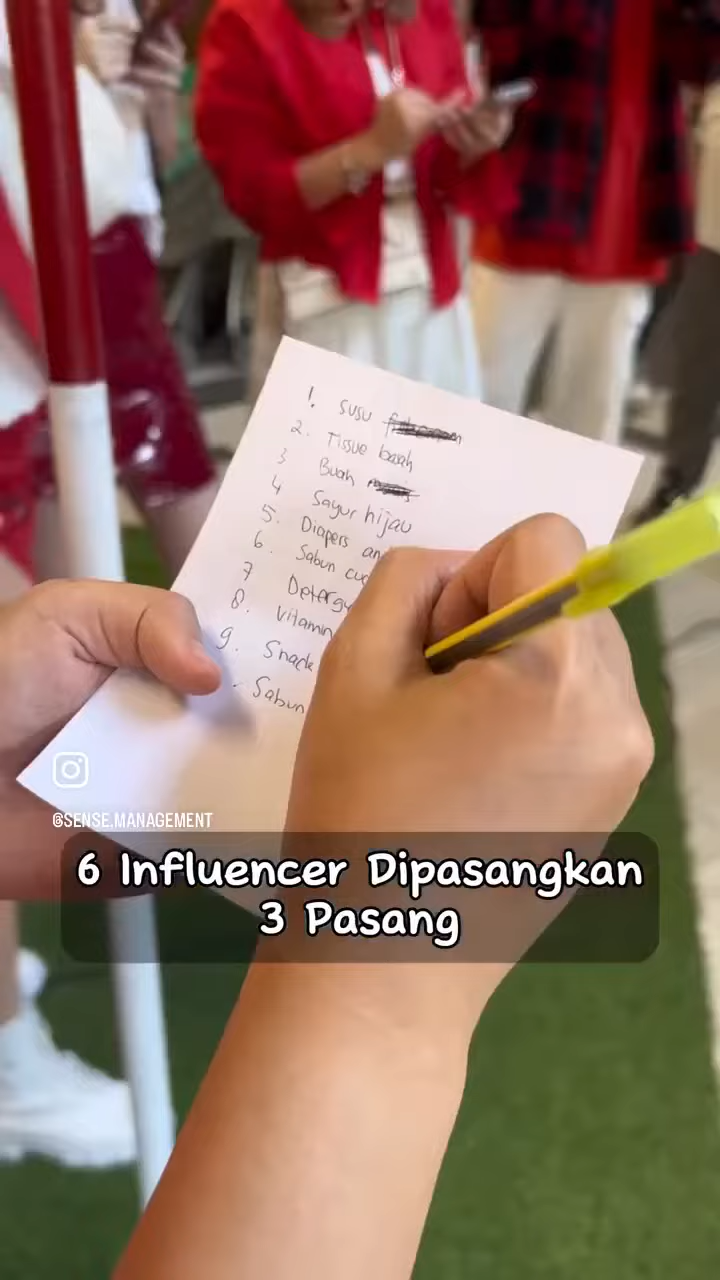 1. Susu
2. Tissue basah
3 Buah
4 Sayur hijau
5. Diapers
6. Sabun
7
8. Vitamin
9. Snack
Sabun
@SENSE.MANAGEMENT
6 Influencer Dipasangkan
3 Pasang